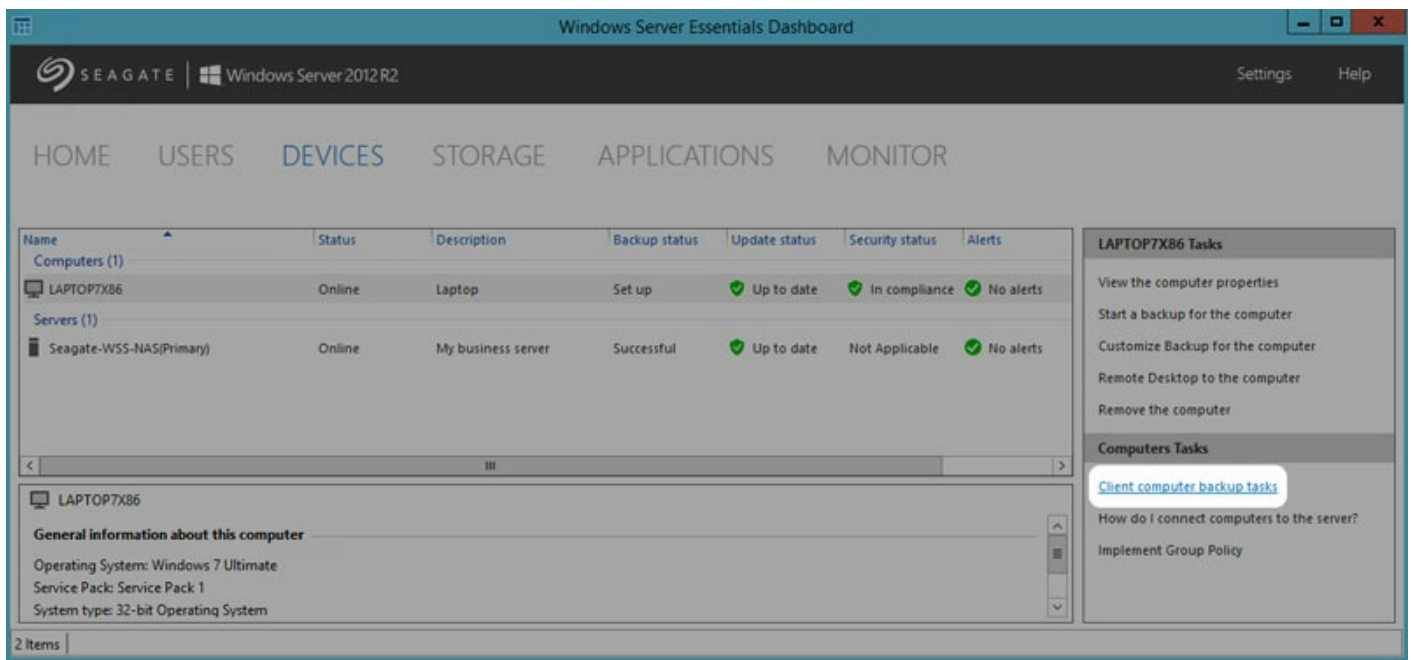 Windows Server Essentials Dashboard
SEAGATE Windows Server 2012 R2 Settings Help
HOME USERS DEVICES STORAGE APPLICATIONS MONITOR
Name Status Description Backup status Update status Security status Alerts
Computers (1)
LAPTOP7X86 Online Laptop Set up Up to date In compliance No alerts
Servers (1)
Seagate-WSS-NAS(Primary) Online My business server Successful Up to date Not Applicable No alerts
LAPTOP7X86 Tasks
View the computer properties
Start a backup for the computer
Customize Backup for the computer
Remote Desktop to the computer
Remove the computer
Computers Tasks
Client computer backup tasks
How do I connect computers to the server?
Implement Group Policy
LAPTOP7X86
General information about this computer
Operating System: Windows 7 Ultimate
Service Pack: Service Pack 1
System type: 32-bit Operating System
2 Items